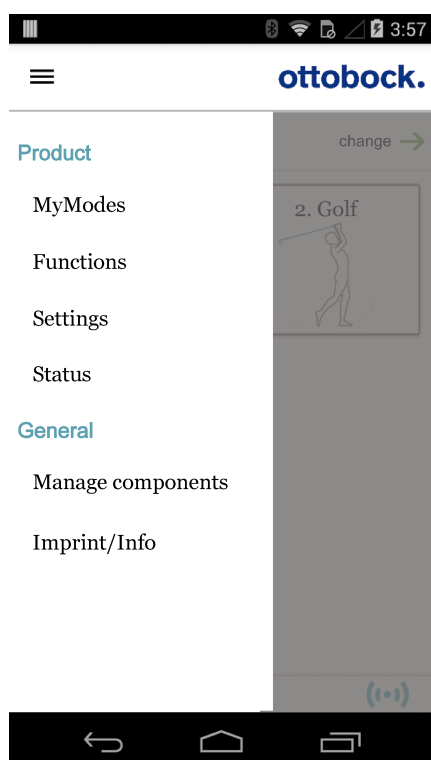 3:57
ottobock.
Product
change
MyModes
2. Golf
Functions
Settings
Status
General
Manage components
Imprint/Info